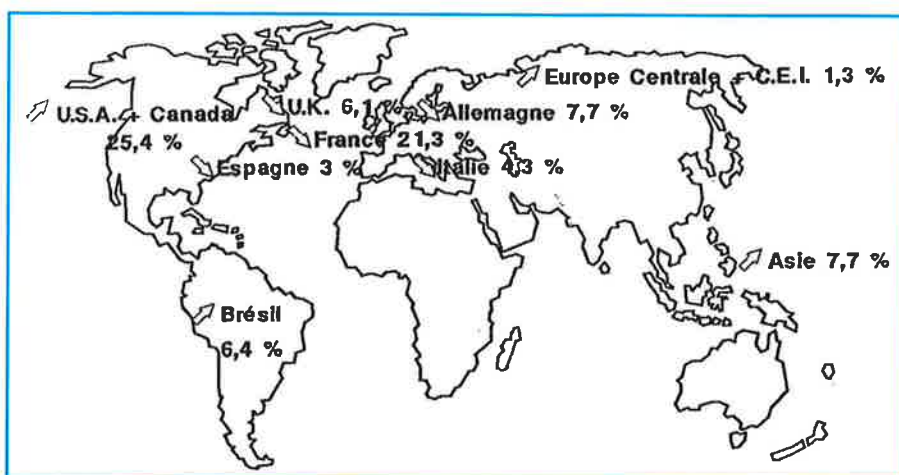 Europe Centrale + C.E.I. 1,3 %
U.S.A. + Canada
25,4 %
U.K. 6,1 %
Allemagne 7,7 %
France 21,3 %
Espagne 3 %
Italie 4,3 %
Asie 7,7 %
Brésil
6,4 %